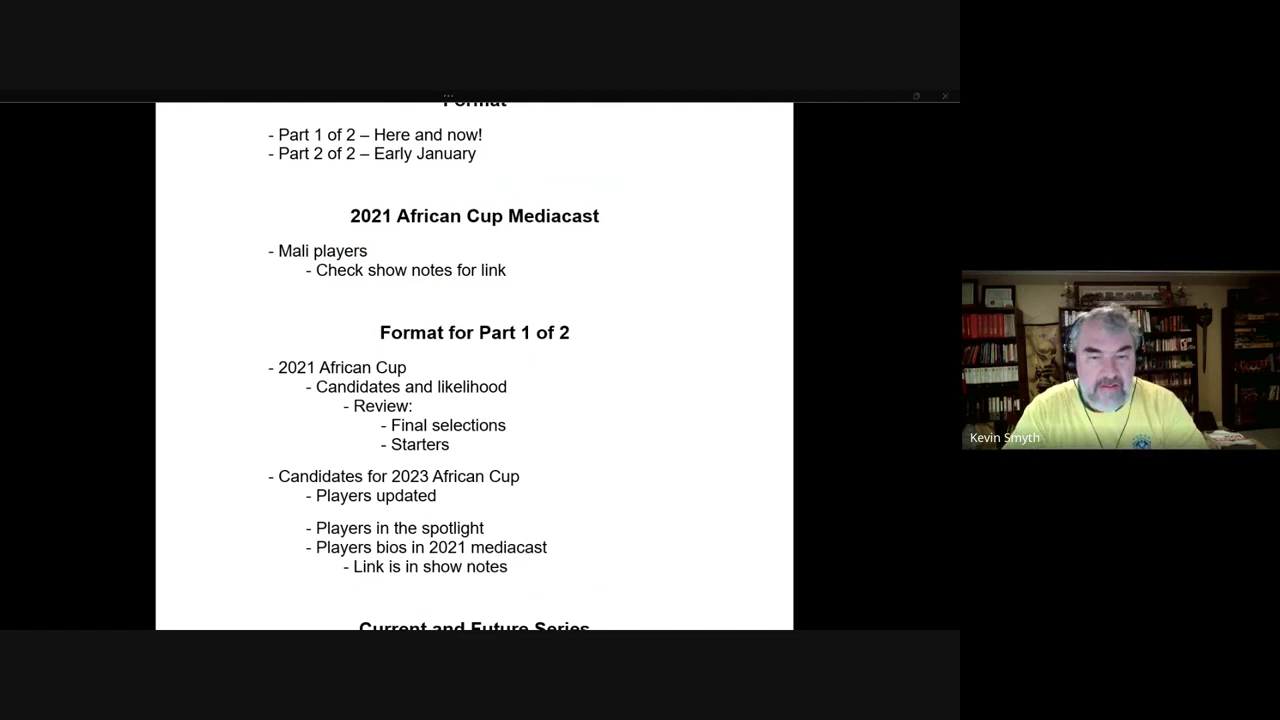 Format
- Part 1 of 2 – Here and now!
- Part 2 of 2 – Early January
2021 African Cup Mediacast
- Mali players
- Check show notes for link
Format for Part 1 of 2
- 2021 African Cup
- Candidates and likelihood
- Review:
- Final selections
- Starters
- Candidates for 2023 African Cup
- Players updated
- Players in the spotlight
- Players bios in 2021 mediacast
- Link is in show notes
Current and Future Series
Kevin Smyth